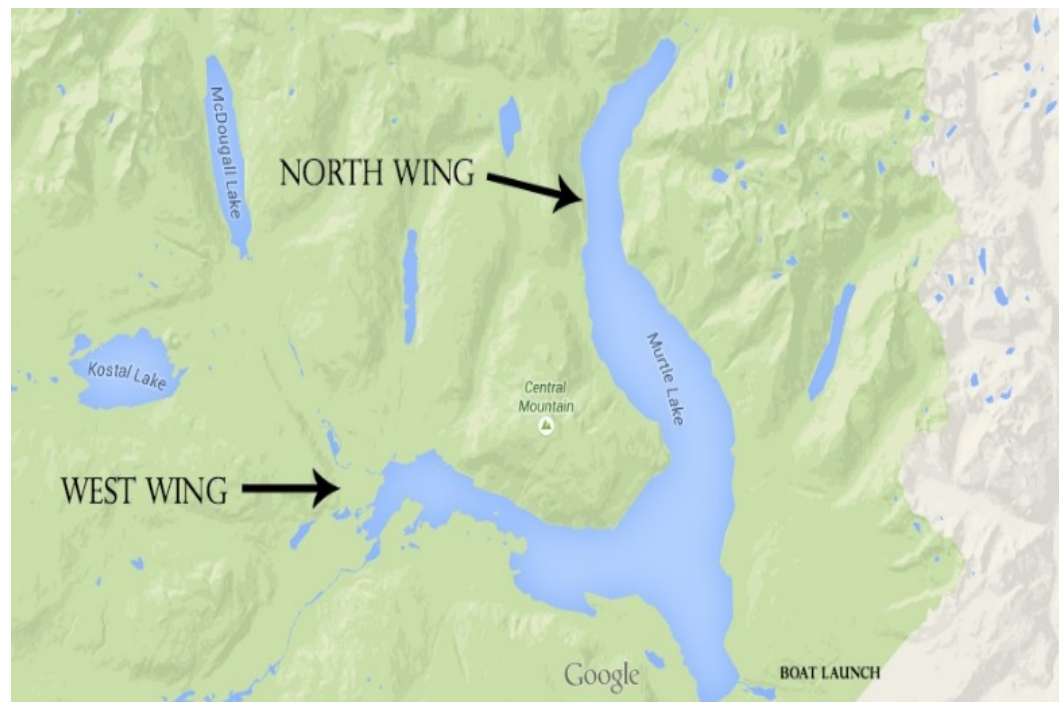 McDougall Lake
NORTH WING
Murtle Lake
Kostal Lake
Central
Mountain
WEST WING
Google
BOAT LAUNCH